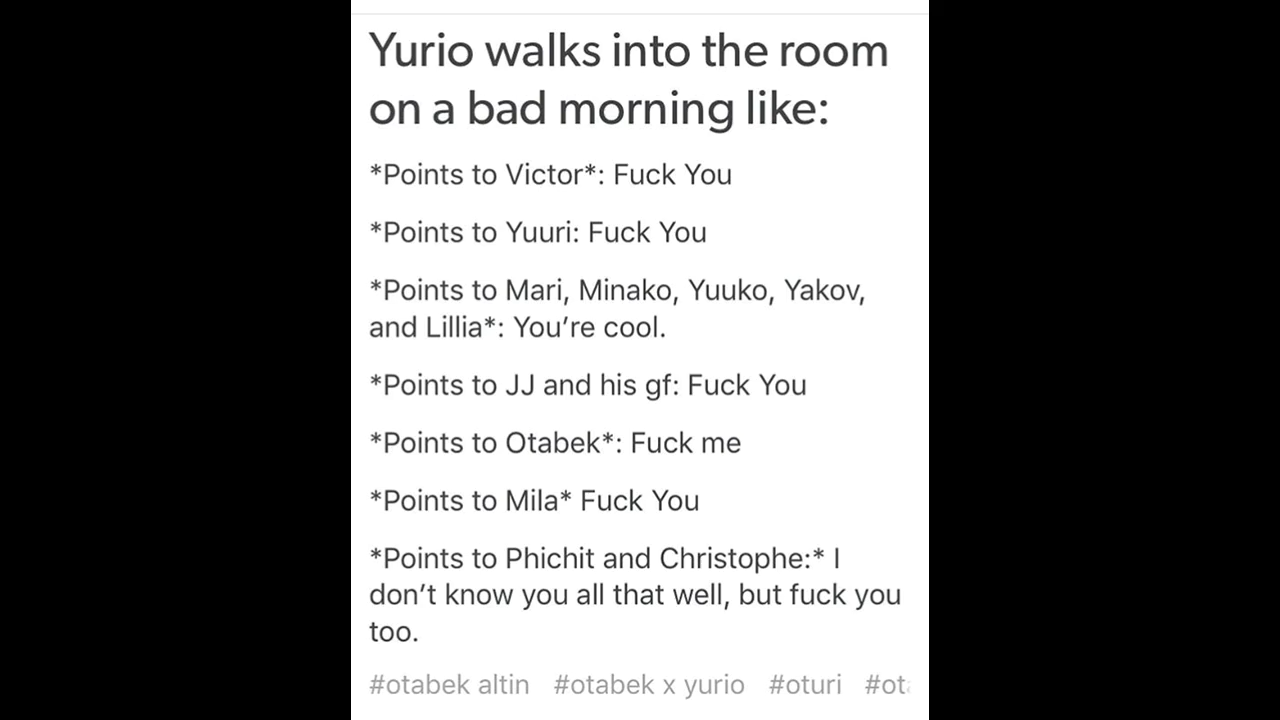 Yurio walks into the room
on a bad morning like:
*Points to Victor*: Fuck You
*Points to Yuuri: Fuck You
*Points to Mari, Minako, Yuuko, Yakov,
and Lillia*: You’re cool.
*Points to JJ and his gf: Fuck You
*Points to Otabek*: Fuck me
*Points to Mila* Fuck You
*Points to Phichit and Christophe:* I
don’t know you all that well, but fuck you
too.
#otabek altin #otabek x yurio #oturi #ot